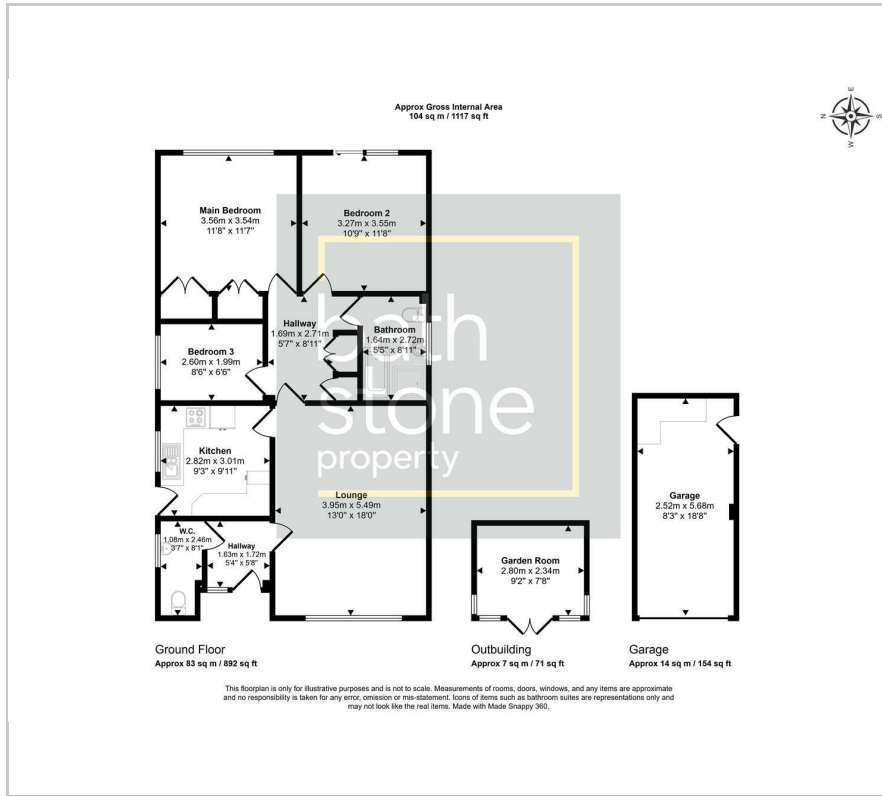 Approx Gross Internal Area
104 sq m / 1117 sq ft
N
E
S
W
Main Bedroom
3.56m x 3.54m
11'8" x 11'7"
Bedroom 2
3.27m x 3.55m
10'9" x 11'8"
Hallway
1.69m x 2.71m
5'7" x 8'11"
Bathroom
1.64m x 2.72m
5'5" x 8'11"
Bedroom 3
2.60m x 1.99m
8'6" x 6'6"
bath
stone
property
Kitchen
2.82m x 3.01m
9'3" x 9'11"
Lounge
3.95m x 5.49m
13'0" x 18'0"
W.C.
1.08m x 2.46m
3'7" x 8'1"
Hallway
1.63m x 1.72m
5'4" x 5'8"
Garden Room
2.80m x 2.34m
9'2" x 7'8"
Garage
2.52m x 5.68m
8'3" x 18'8"
Ground Floor
Approx 83 sq m / 892 sq ft
Outbuilding
Approx 7 sq m / 71 sq ft
Garage
Approx 14 sq m / 154 sq ft
This floorplan is only for illustrative purposes and is not to scale. Measurements of rooms, doors, windows, and any items are approximate
and no responsibility is taken for any error, omission or mis-statement. Icons of items such as bathroom suites are representations only and
may not look like the real items. Made with Made Snappy 360.